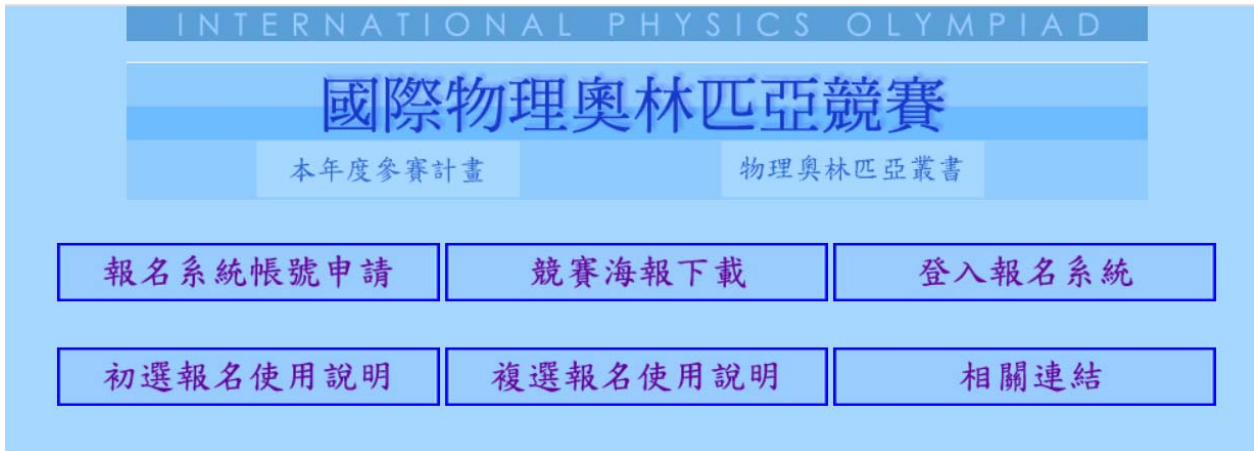 INTERNATIONAL PHYSICS OLYMPIAD
國際物理奧林匹亞競賽
本年度參賽計畫 物理奧林匹亞叢書
報名系統帳號申請 競賽海報下載 登入報名系統
初選報名使用說明 複選報名使用說明 相關連結